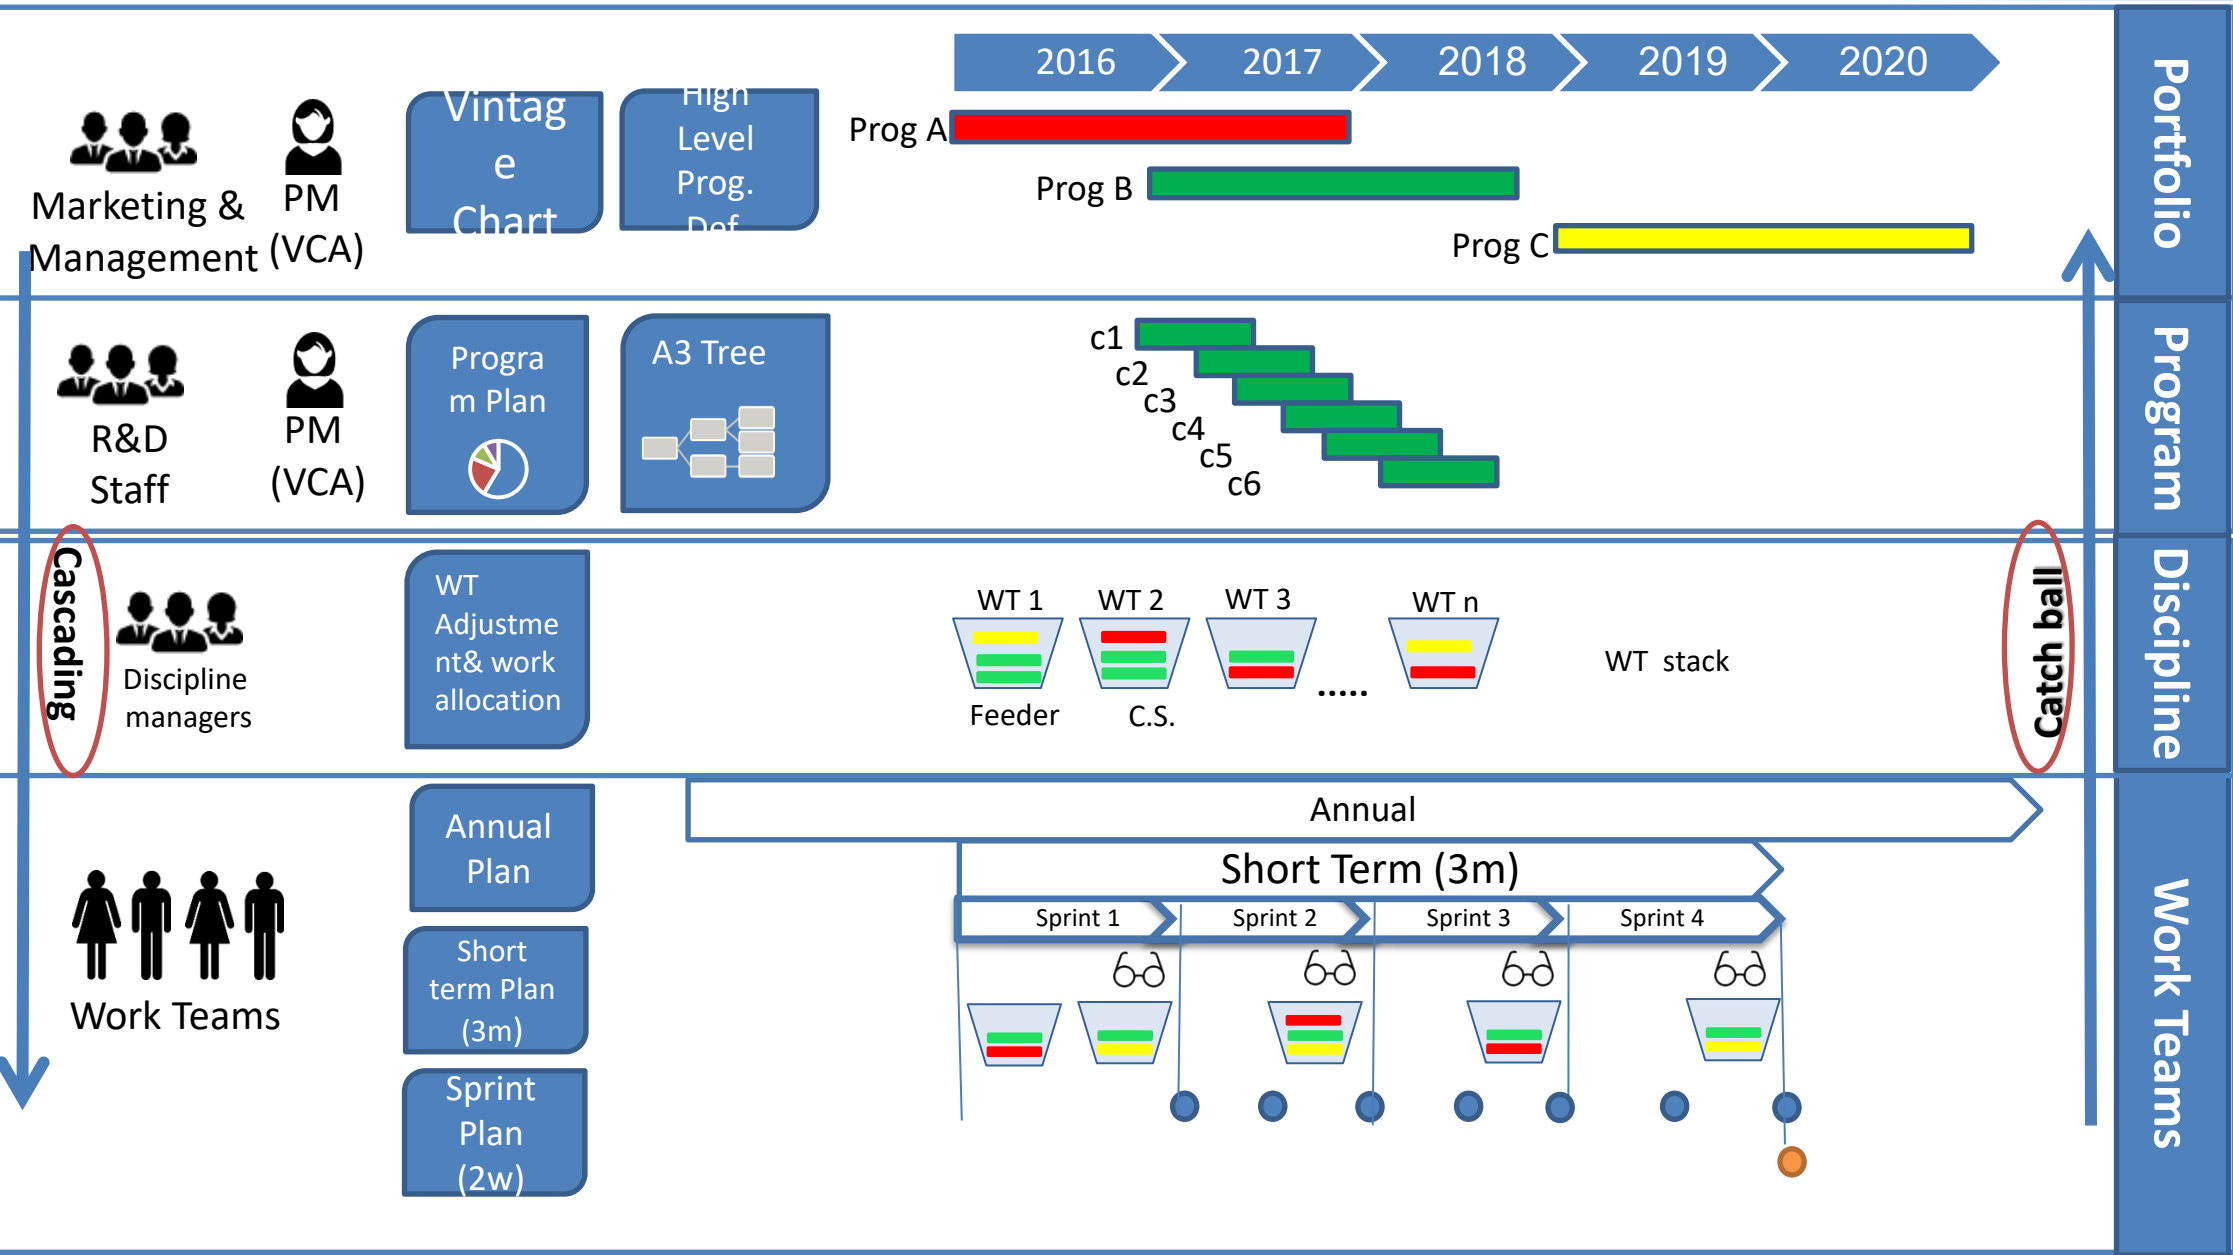 2016
2017
2018
2019
2020
Marketing &
Management
PM
(VCA)
Vintag
e
Chart
High
Level
Prog.
Def.
Prog A
Prog B
Prog C
Portfolio
R&D
Staff
PM
(VCA)
Progra
m Plan
A3 Tree
c1
c2
c3
c4
c5
c6
Program
Cascading
Discipline
managers
WT
Adjustme
nt& work
allocation
WT 1
WT 2
WT 3
.....
WT n
Feeder
C.S.
WT stack
Catch ball
Discipline
Work Teams
Annual
Plan
Short
term Plan
(3m)
Sprint
Plan
(2w)
Annual
Short Term (3m)
Sprint 1
Sprint 2
Sprint 3
Sprint 4
Work Teams